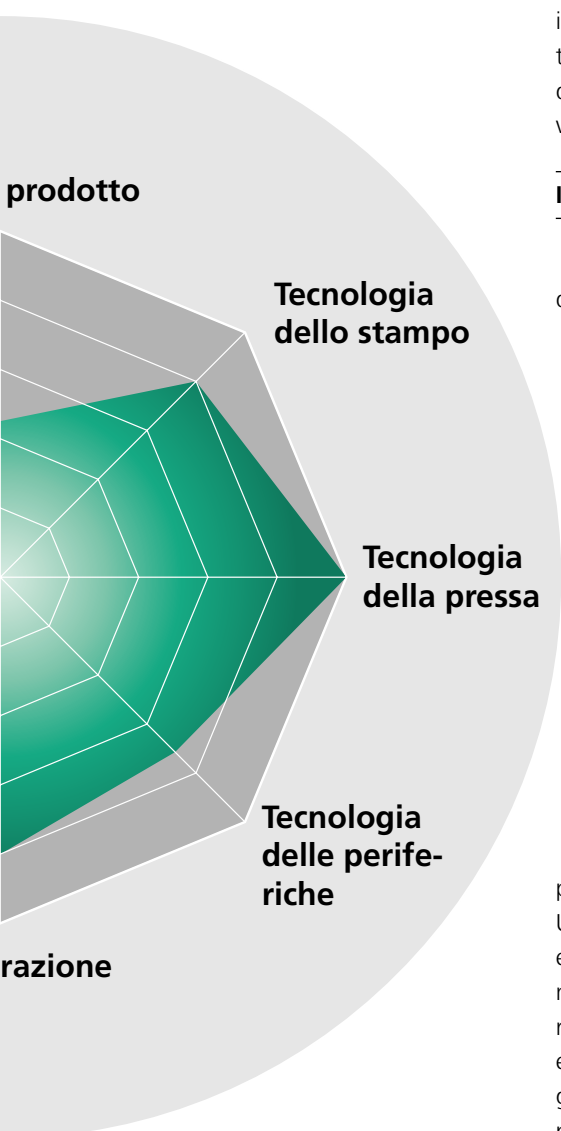 prodotto
Tecnologia
dello stampo
Tecnologia
della pressa
Tecnologia
delle perife-
riche
razione